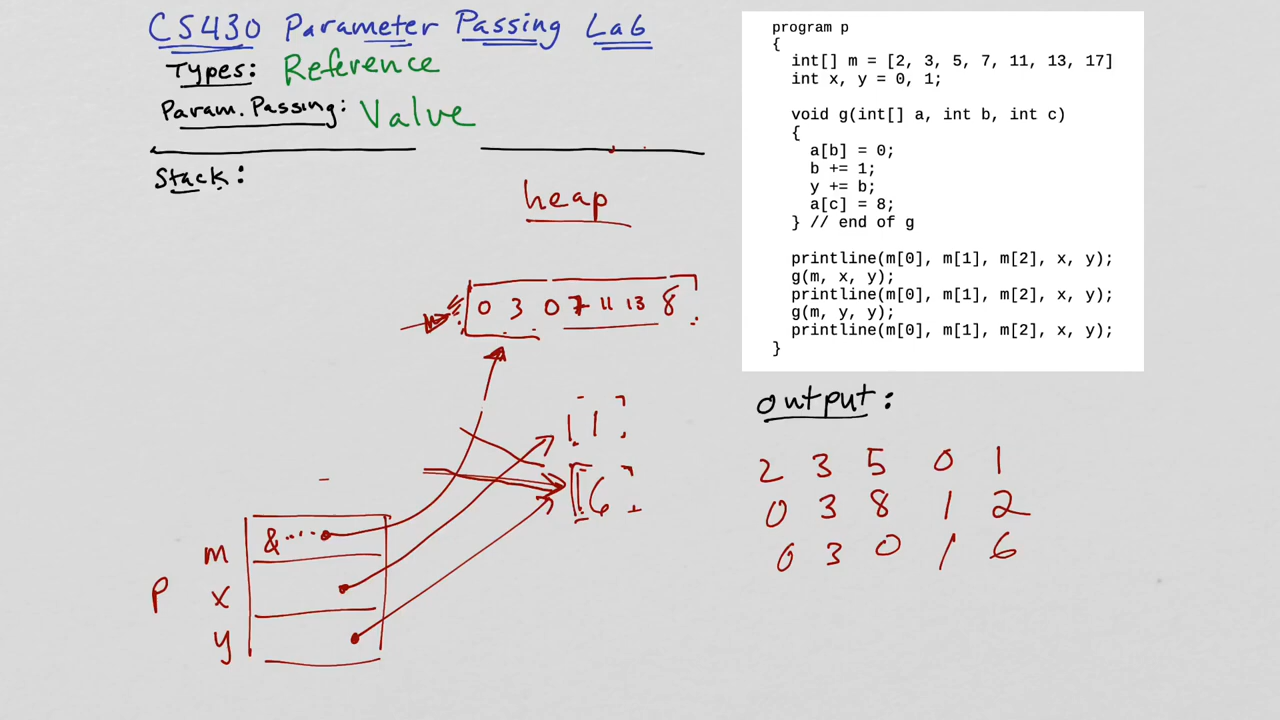 CS430 Parameter Passing Lab
Types: Reference
Param. Passing: Value
Stack:
heap
0 3 0 7 11 13 8
1
6
m &....
p x
y
program p
{
int[] m = [2, 3, 5, 7, 11, 13, 17]
int x, y = 0, 1;
void g(int[] a, int b, int c)
{
a[b] = 0;
b += 1;
y += b;
a[c] = 8;
} // end of g
printline(m[0], m[1], m[2], x, y);
g(m, x, y);
printline(m[0], m[1], m[2], x, y);
g(m, y, y);
printline(m[0], m[1], m[2], x, y);
}
output:
2 3 5 0 1
0 3 8 1 2
0 3 0 1 6